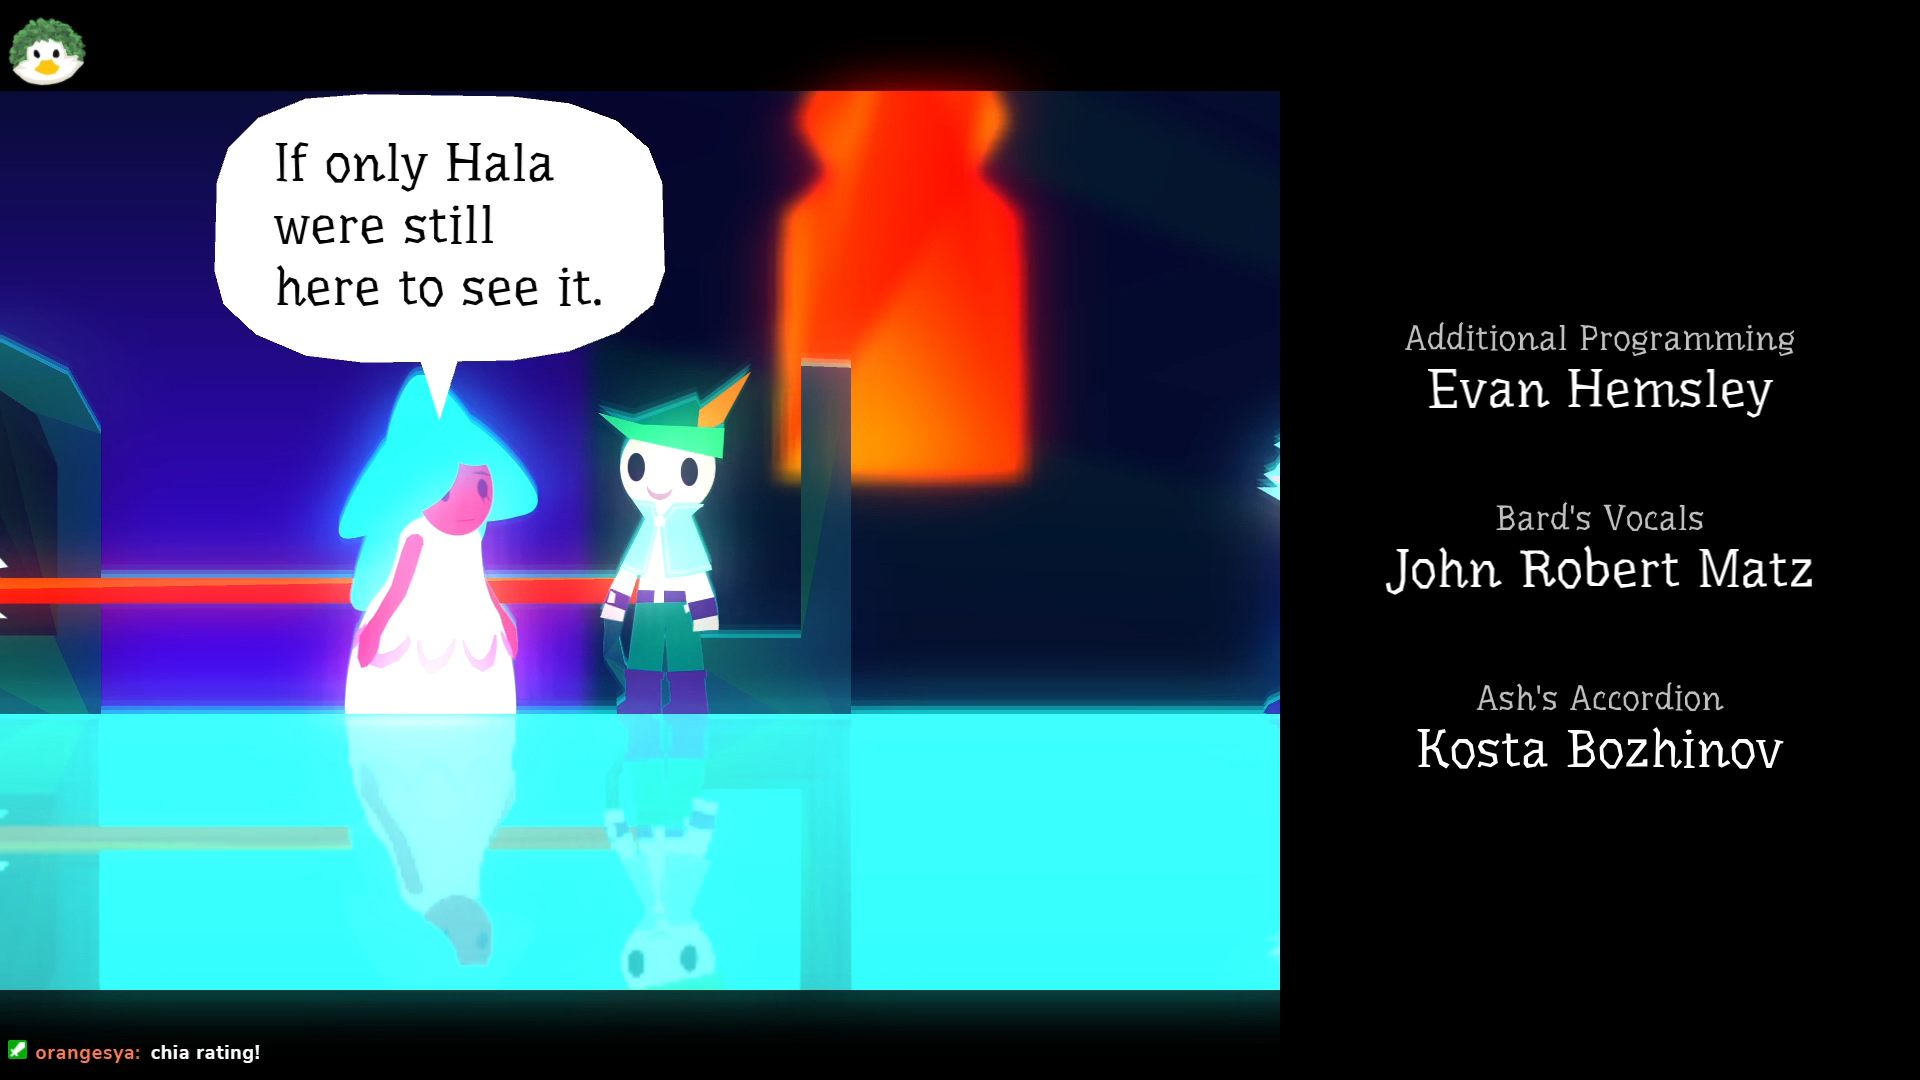 If only Hala
were still
here to see it.
Additional Programming
Evan Hemsley
Bard's Vocals
John Robert Matz
Ash's Accordion
Kosta Bozhinov
orangesya: chia rating!